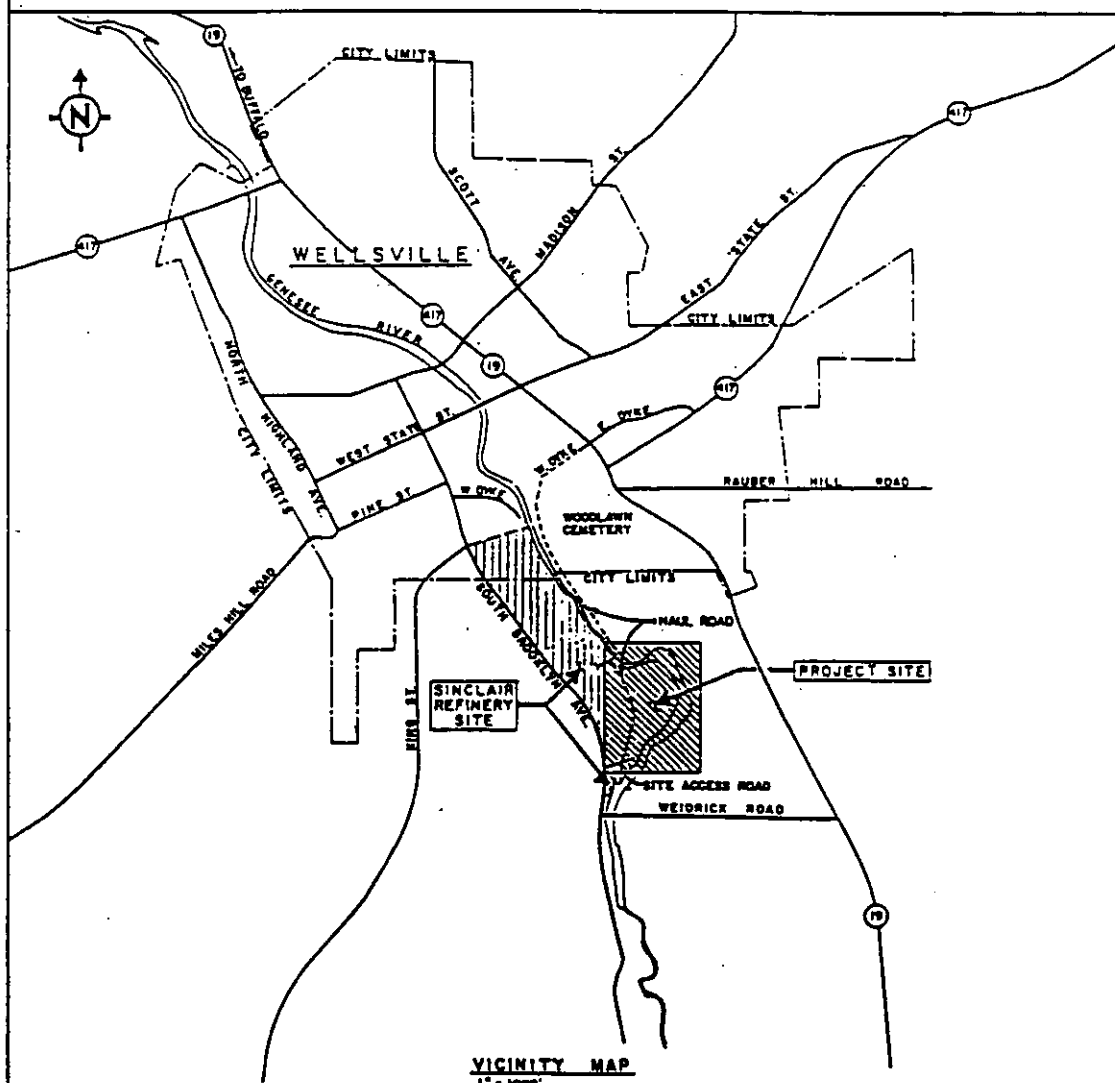 19
TO BUFFALO
CITY LIMITS
N
417
SCOTT AVE.
MADISON ST.
EAST STATE ST.
417
WELLSVILLE
GENESEE RIVER
417
CITY LIMITS
19
NORTH HIGHLAND AVE.
CITY LIMITS
WEST STATE ST.
417
W. DYKE
E. DYKE
PINE ST.
W. DYKE
RAUBER HILL ROAD
WOODLAWN
CEMETERY
CITY LIMITS
NILES HILL ROAD
SOUTH BROOKLYN AVE.
HAUL ROAD
KING ST.
SINCLAIR
REFINERY
SITE
PROJECT SITE
SITE ACCESS ROAD
WEIDRICK ROAD
19
VICINITY MAP